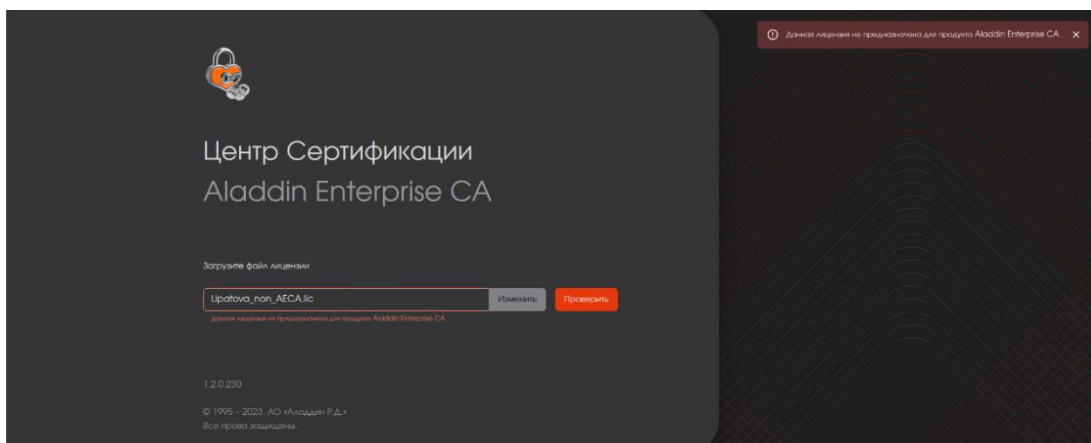 Данная лицензия не предназначена для продукта Aladdin Enterprise CA
Центр Сертификации
Aladdin Enterprise CA
Загрузите файл лицензии
Lipatova_non_AECA.lic
Изменить
Проверить
Данная лицензия не предназначена для продукта Aladdin Enterprise CA
1.2.0.230
© 1995 – 2023, АО «Аладдин Р.Д.»
Все права защищены.